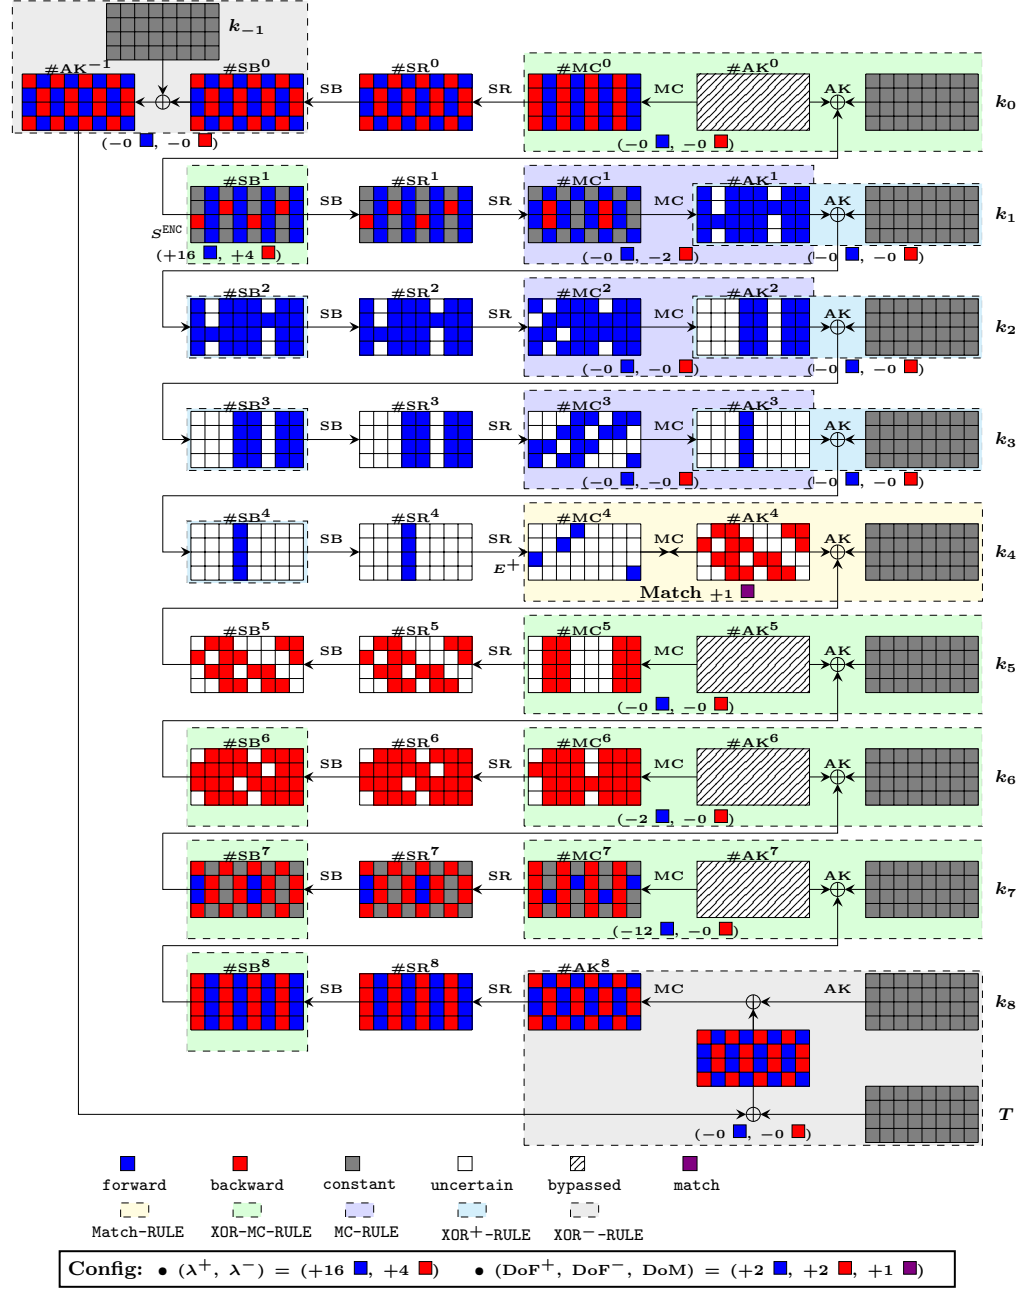 k₋₁
#AK⁻¹ #SB⁰ #SR⁰ #MC⁰ #AK⁰
SB SR MC AK k₀
(−0 , −0 ) (−0 , −0 )
#SB¹ #SR¹ #MC¹ #AK¹
SB SR MC AK k₁
Sᴱᴺᶜ
(+16 , +4 ) (−0 , −2 ) (−0 , −0 )
#SB² #SR² #MC² #AK²
SB SR MC AK k₂
(−0 , −0 ) (−0 , −0 )
#SB³ #SR³ #MC³ #AK³
SB SR MC AK k₃
(−0 , −0 ) (−0 , −0 )
#SB⁴ #SR⁴ #MC⁴ #AK⁴
SB SR MC AK k₄
E⁺
Match +1
#SB⁵ #SR⁵ #MC⁵ #AK⁵
SB SR MC AK k₅
(−0 , −0 )
#SB⁶ #SR⁶ #MC⁶ #AK⁶
SB SR MC AK k₆
(−2 , −0 )
#SB⁷ #SR⁷ #MC⁷ #AK⁷
SB SR MC AK k₇
(−12 , −0 )
#SB⁸ #SR⁸ #AK⁸
SB SR MC AK k₈
T
(−0 , −0 )
forward backward constant uncertain bypassed match
Match-RULE XOR-MC-RULE MC-RULE XOR⁺-RULE XOR⁻-RULE
Config: • (λ⁺, λ⁻) = (+16 , +4 ) • (DoF⁺, DoF⁻, DoM) = (+2 , +2 , +1 )